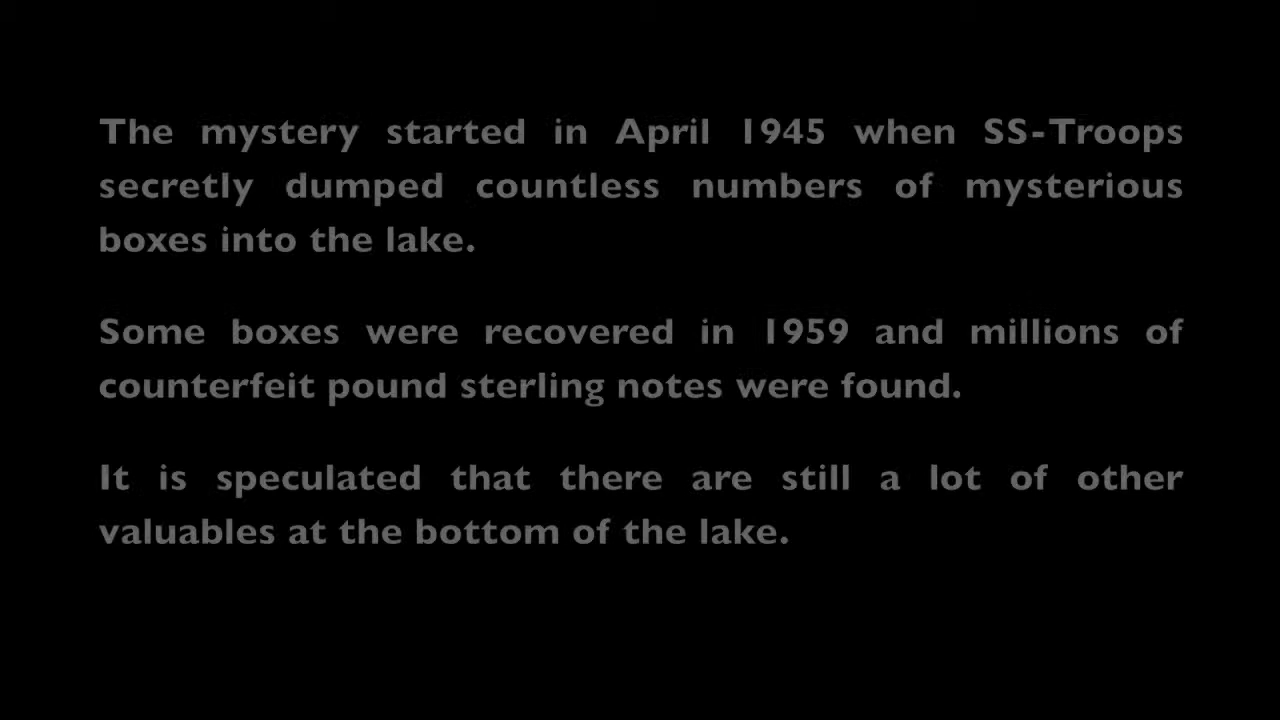 The mystery started in April 1945 when SS-Troops
secretly dumped countless numbers of mysterious
boxes into the lake.
Some boxes were recovered in 1959 and millions of
counterfeit pound sterling notes were found.
It is speculated that there are still a lot of other
valuables at the bottom of the lake.